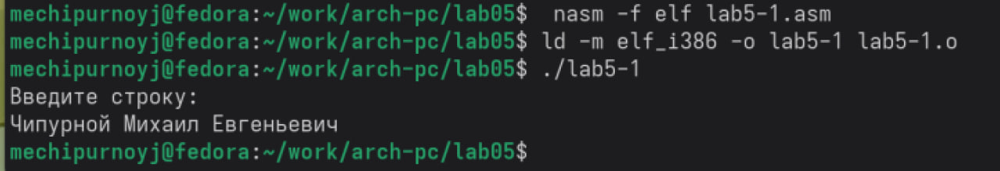 mechipurnoyj@fedora:~/work/arch-pc/lab05$  nasm -f elf lab5-1.asm
mechipurnoyj@fedora:~/work/arch-pc/lab05$ ld -m elf_i386 -o lab5-1 lab5-1.o
mechipurnoyj@fedora:~/work/arch-pc/lab05$ ./lab5-1
Введите строку:
Чипурной Михаил Евгеньевич
mechipurnoyj@fedora:~/work/arch-pc/lab05$